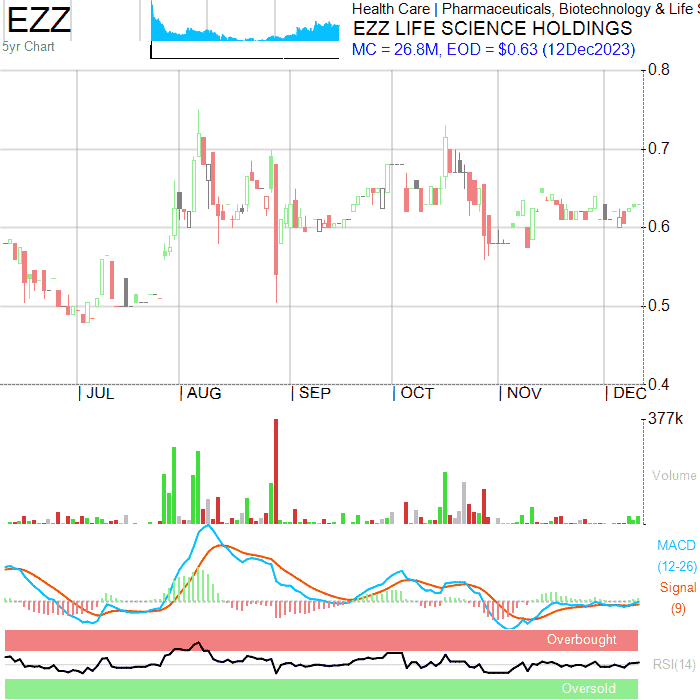 EZZ
5yr Chart
Health Care | Pharmaceuticals, Biotechnology & Life S
EZZ LIFE SCIENCE HOLDINGS
MC = 26.8M, EOD = $0.63 (12Dec2023)
0.8
0.7
0.6
0.5
0.4
| JUL | AUG | SEP | OCT | NOV | DEC
377k
Volume
MACD
(12-26)
Signal
(9)
Overbought
RSI(14)
Oversold